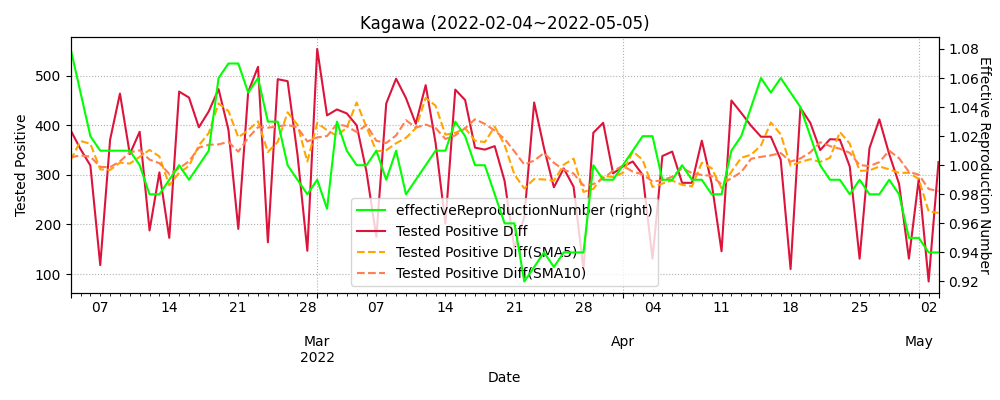 Kagawa (2022-02-04~2022-05-05)
Tested Positive
500
400
300
200
100
1.08
1.06
1.04
1.02
1.00
0.98
0.96
0.94
0.92
Effective Reproduction Number
effectiveReproductionNumber (right)
Tested Positive Diff
Tested Positive Diff(SMA5)
Tested Positive Diff(SMA10)
07 14 21 28 07 14 21 28 04 11 18 25 02
Mar Apr May
2022
Date